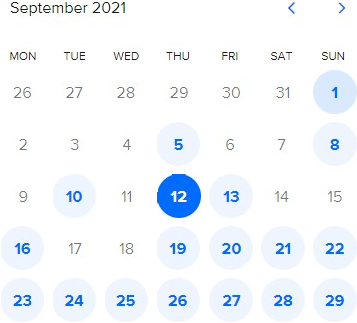 September 2021
MON TUE WED THU FRI SAT SUN
26 27 28 29 30 31 1
2 3 4 5 6 7 8
9 10 11 12 13 14 15
16 17 18 19 20 21 22
23 24 25 26 27 28 29